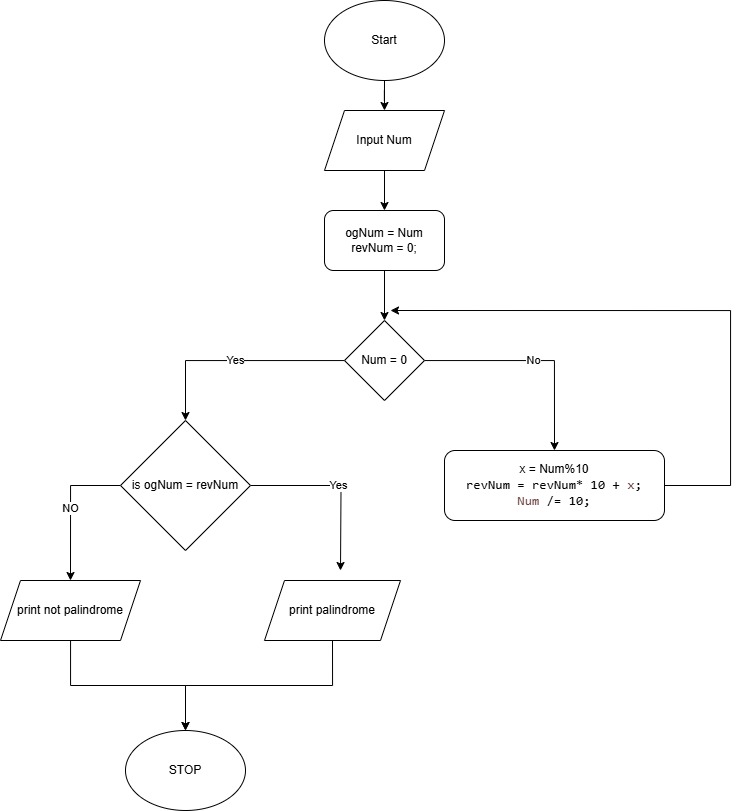 Start
Input Num
ogNum = Num
revNum = 0;
Num = 0
Yes
No
x = Num%10
revNum = revNum* 10 + x;
Num /= 10;
is ogNum = revNum
Yes
NO
print not palindrome
print palindrome
STOP